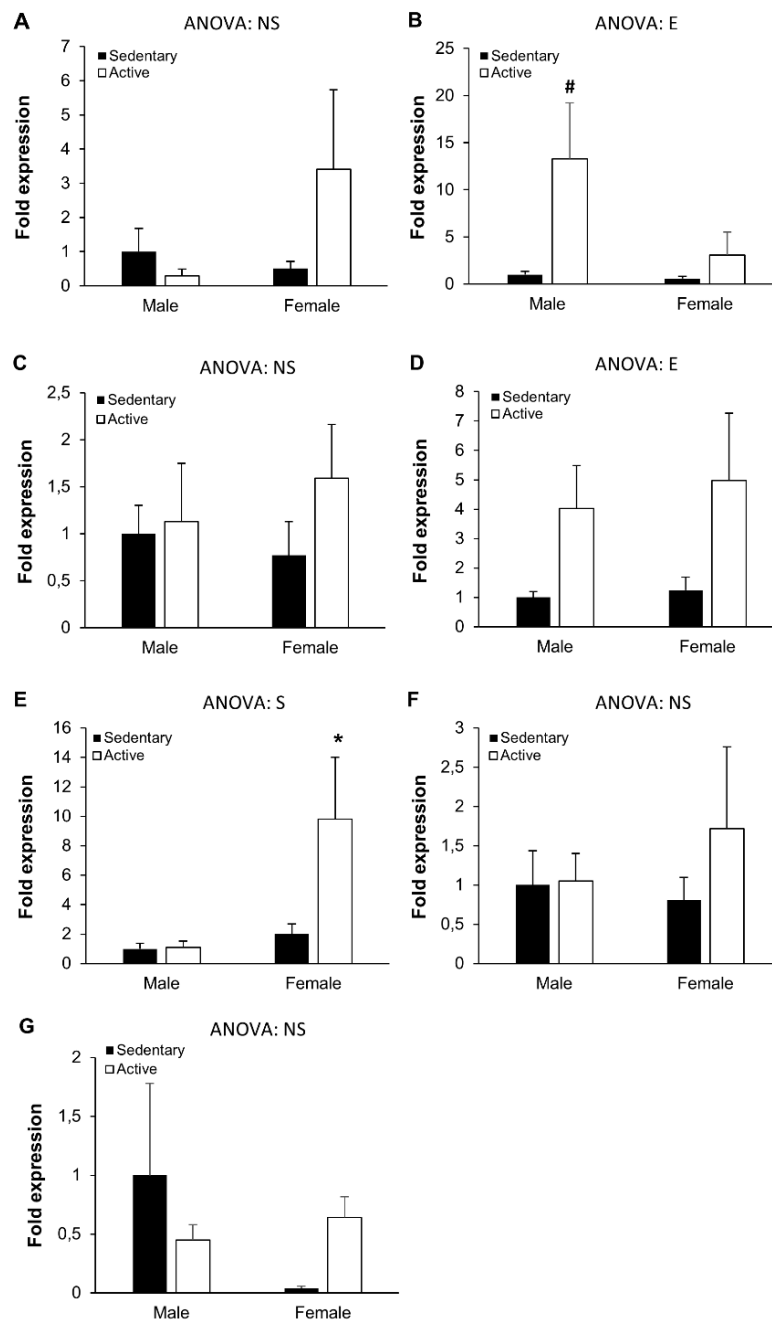 A
ANOVA: NS
Sedentary
Active
Fold expression
7
6
5
4
3
2
1
0
Male
Female
B
ANOVA: E
Sedentary
Active
#
Fold expression
25
20
15
10
5
0
Male
Female
C
ANOVA: NS
Sedentary
Active
Fold expression
2,5
2
1,5
1
0,5
0
Male
Female
D
ANOVA: E
Sedentary
Active
Fold expression
8
7
6
5
4
3
2
1
0
Male
Female
E
ANOVA: S
Sedentary
Active
*
Fold expression
16
14
12
10
8
6
4
2
0
Male
Female
F
ANOVA: NS
Sedentary
Active
Fold expression
3
2,5
2
1,5
1
0,5
0
Male
Female
G
ANOVA: NS
Sedentary
Active
Fold expression
2
1,5
1
0,5
0
Male
Female